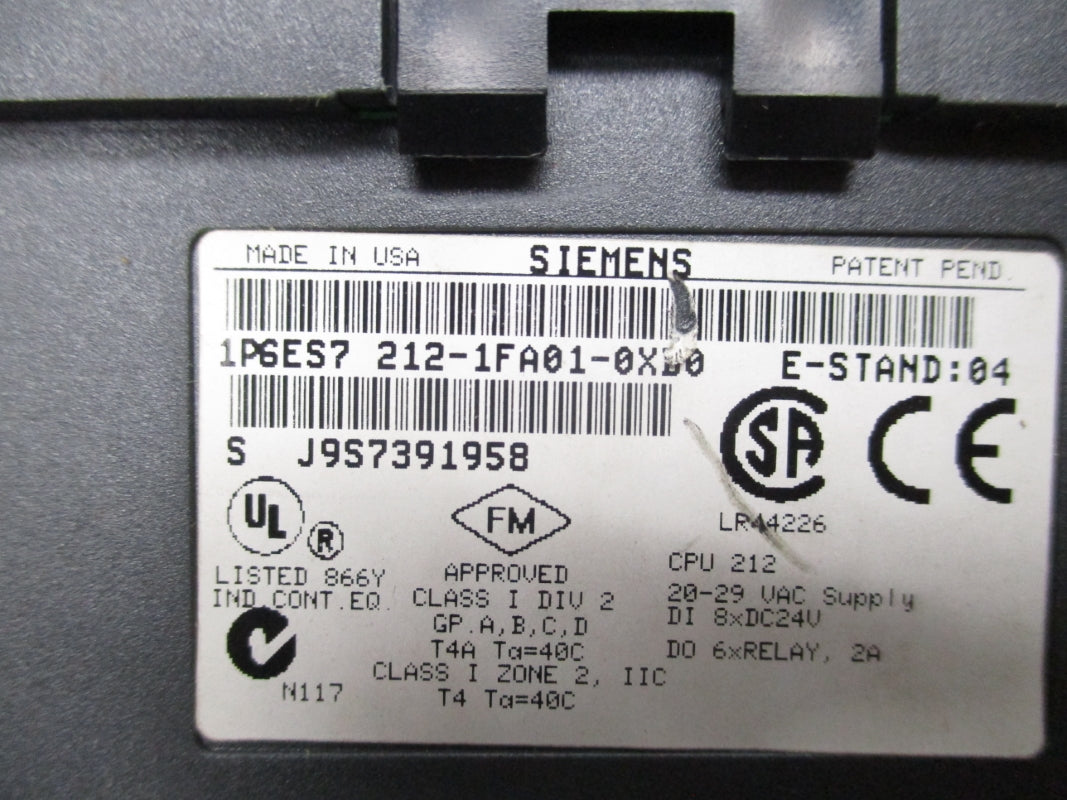 MADE IN USA SIEMENS PATENT PEND.
1P6ES7 212-1FA01-0XB0 E-STAND:04
S J9S7391958
SA CE
UL ® FM LR44226
LISTED 866Y
IND.CONT.EQ.
N117
APPROVED
CLASS I DIV 2
GP.A,B,C,D
T4A Ta=40C
CLASS I ZONE 2, IIC
T4 Ta=40C
CPU 212
20-29 VAC Supply
DI 8xDC24V
DO 6xRELAY, 2A